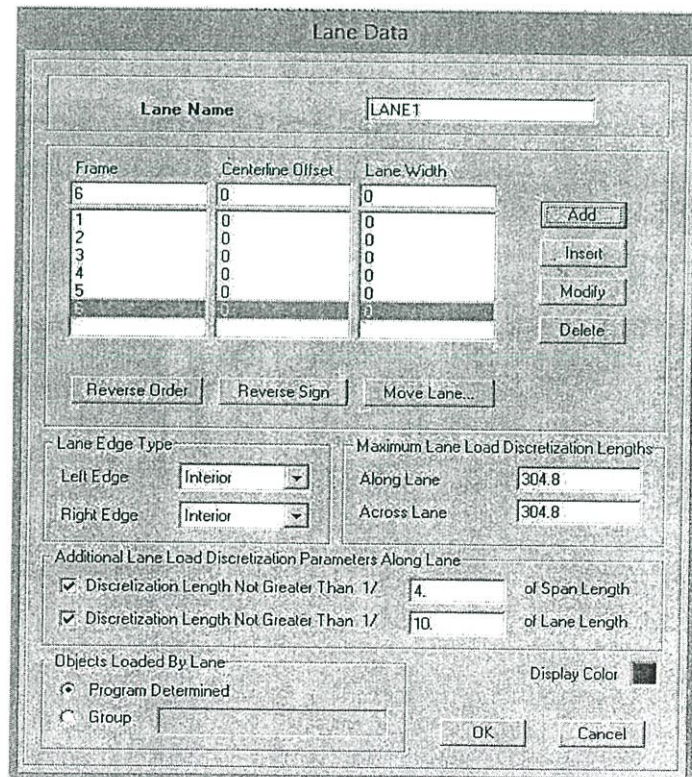 Lane Data
Lane Name LANE1
Frame Centerline Offset Lane Width
6 0 0
1 0 0
2 0 0
3 0 0
4 0 0
5 0 0
6 0 0
Add
Insert
Modify
Delete
Reverse Order Reverse Sign Move Lane...
Lane Edge Type
Left Edge Interior
Right Edge Interior
Maximum Lane Load Discretization Lengths
Along Lane 304.8
Across Lane 304.8
Additional Lane Load Discretization Parameters Along Lane
Discretization Length Not Greater Than 1/ 4. of Span Length
Discretization Length Not Greater Than 1/ 10. of Lane Length
Objects Loaded By Lane
Program Determined
Group
Display Color
OK Cancel